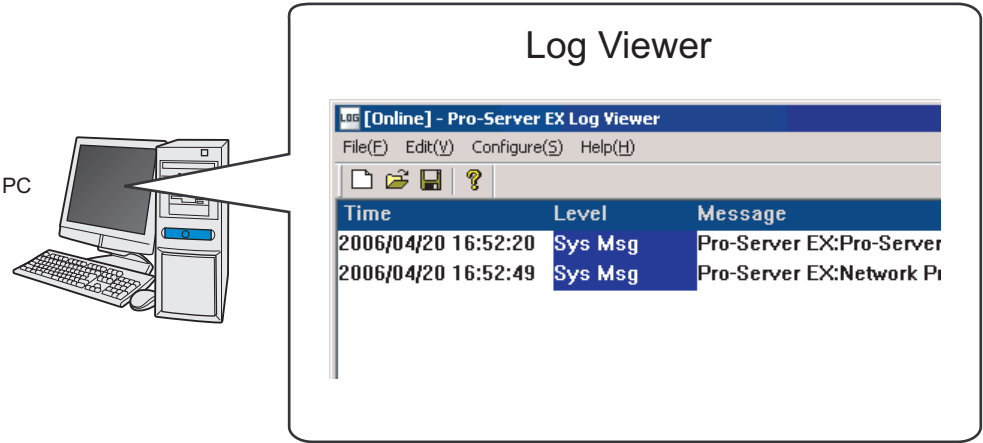 Log Viewer
PC
LOG [Online] - Pro-Server EX Log Viewer
File(F) Edit(V) Configure(S) Help(H)
Time Level Message
2006/04/20 16:52:20 Sys Msg Pro-Server EX:Pro-Server
2006/04/20 16:52:49 Sys Msg Pro-Server EX:Network